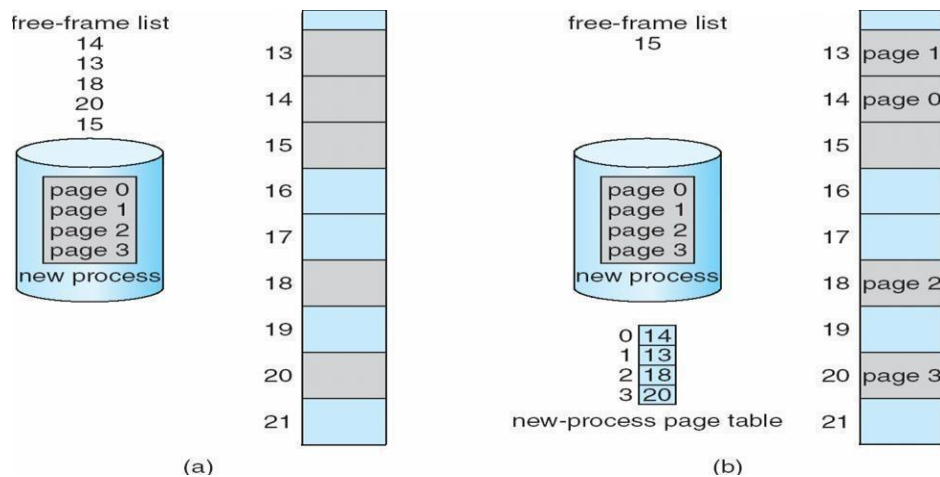 free-frame list
14
13
18
20
15
page 0
page 1
page 2
page 3
new process
13
14
15
16
17
18
19
20
21
(a)
free-frame list
15
page 0
page 1
page 2
page 3
new process
0 14
1 13
2 18
3 20
new-process page table
13 page 1
14 page 0
15
16
17
18 page 2
19
20 page 3
21
(b)